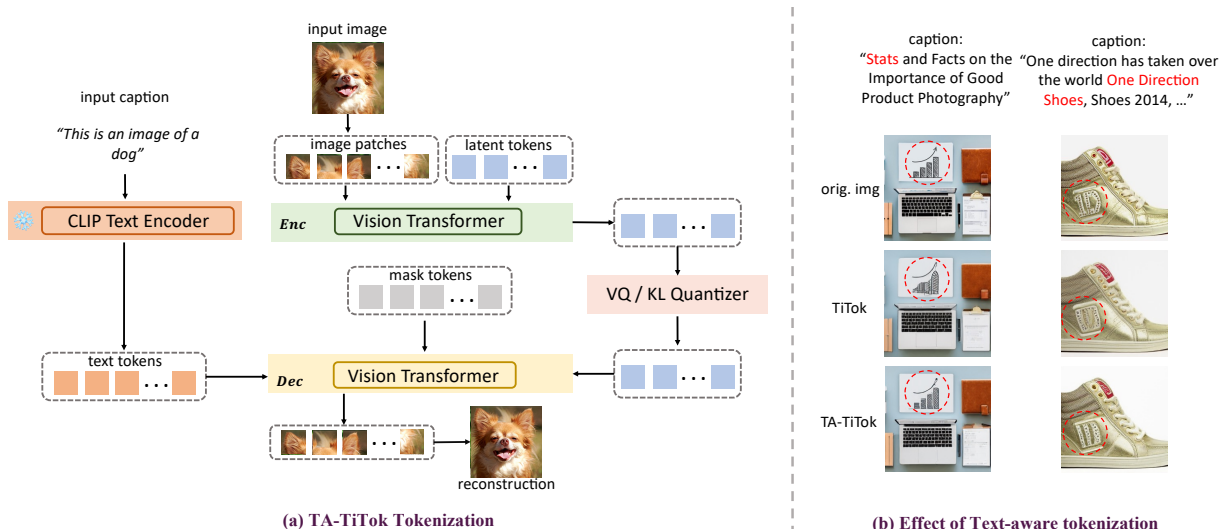 input image
input caption
“This is an image of a
dog”
image patches
latent tokens
CLIP Text Encoder
Enc
Vision Transformer
mask tokens
VQ / KL Quantizer
text tokens
Dec
Vision Transformer
reconstruction
(a) TA-TiTok Tokenization
caption:
“Stats and Facts on the
Importance of Good
Product Photography”
caption:
“One direction has taken over
the world One Direction
Shoes, Shoes 2014, …”
orig. img
TiTok
TA-TiTok
(b) Effect of Text-aware tokenization